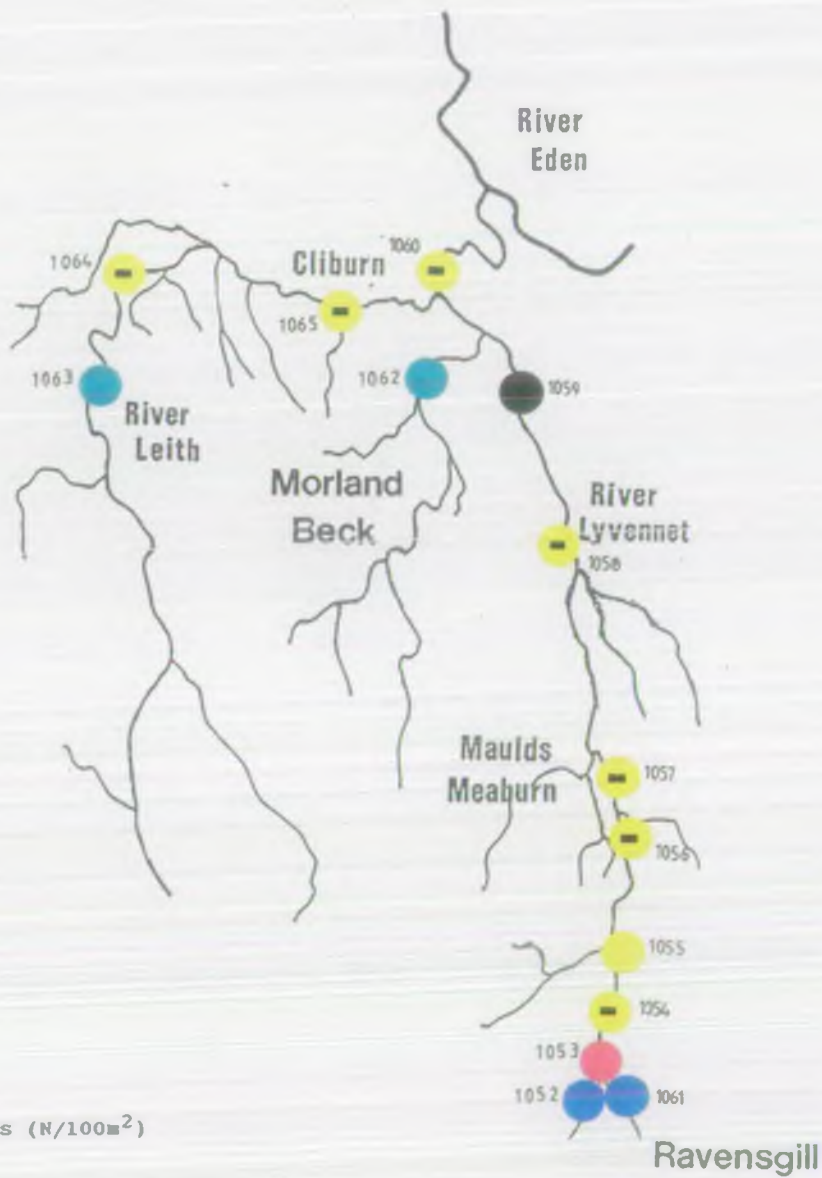 River
Eden
1060
1064
Cliburn
1065
1063
1062
1059
River
Leith
Morland
Beck
River
Lyvennet
1058
Maulds
Meaburn
1057
1056
1055
1054
1053
1052
1061
s (N/100m²)
Ravensgill